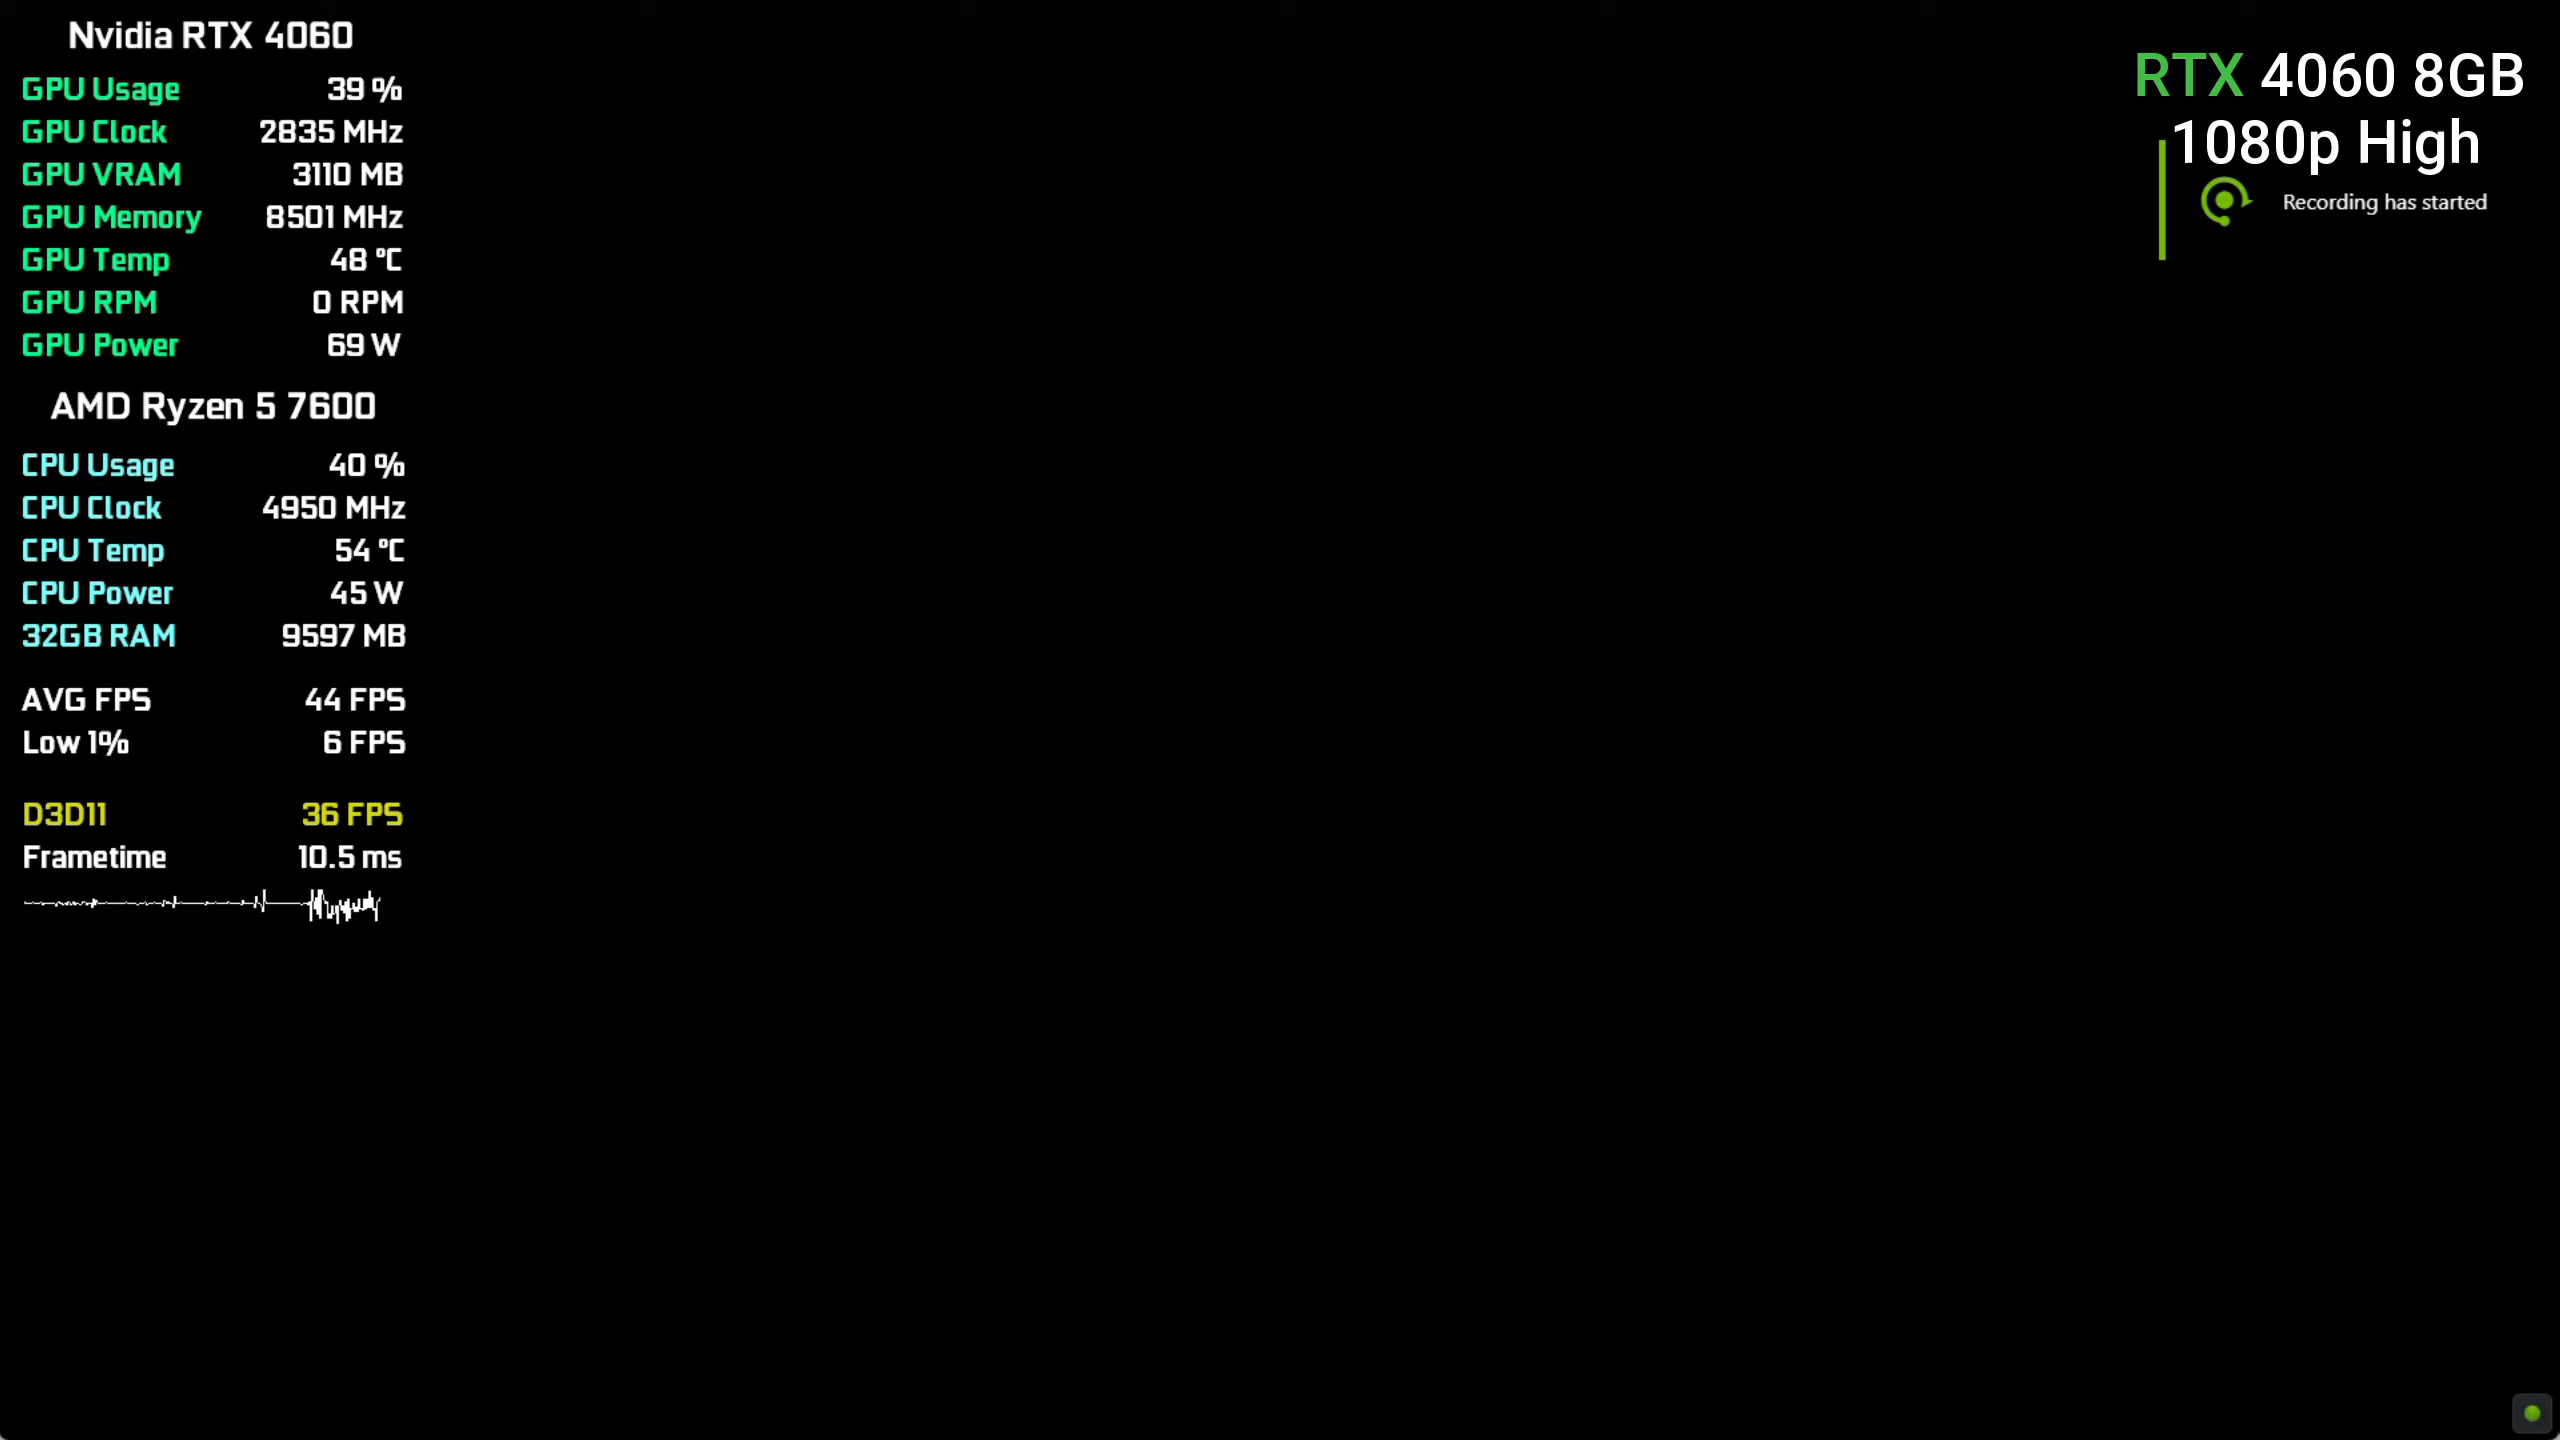 Nvidia RTX 4060
GPU Usage 39 %
GPU Clock 2835 MHz
GPU VRAM 3110 MB
GPU Memory 8501 MHz
GPU Temp 48 °C
GPU RPM 0 RPM
GPU Power 69 W
AMD Ryzen 5 7600
CPU Usage 40 %
CPU Clock 4950 MHz
CPU Temp 54 °C
CPU Power 45 W
32GB RAM 9597 MB
AVG FPS 44 FPS
Low 1% 6 FPS
D3D11 36 FPS
Frametime 10.5 ms
RTX 4060 8GB
1080p High
Recording has started